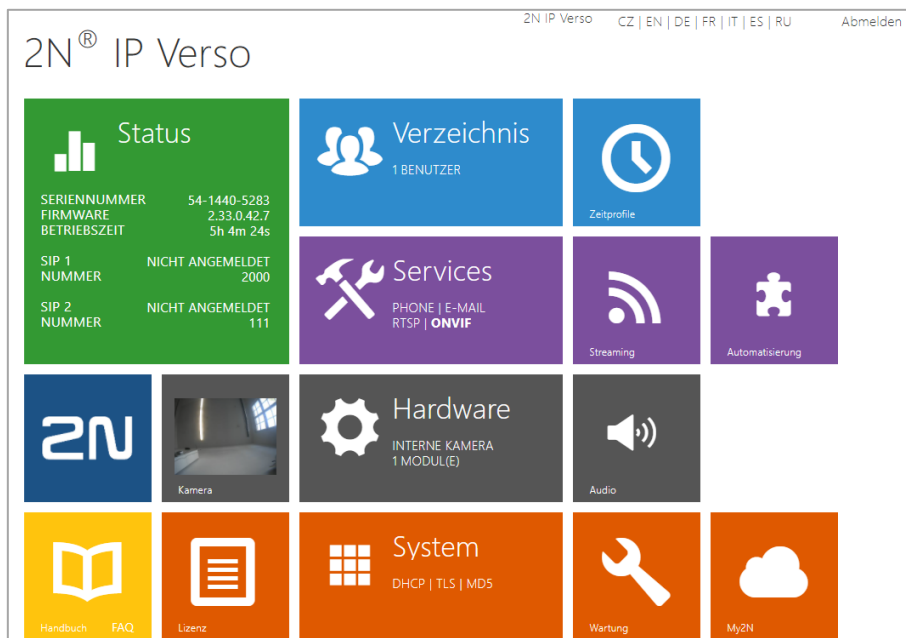 2N IP Verso CZ | EN | DE | FR | IT | ES | RU Abmelden
2N® IP Verso
Status
SERIENNUMMER 54-1440-5283
FIRMWARE 2.33.0.42.7
BETRIEBSZEIT 5h 4m 24s
SIP 1 NICHT ANGEMELDET
NUMMER 2000
SIP 2 NICHT ANGEMELDET
NUMMER 111
Verzeichnis
1 BENUTZER
Zeitprofile
Services
PHONE | E-MAIL
RTSP | ONVIF
Streaming
Automatisierung
2N
Kamera
Hardware
INTERNE KAMERA
1 MODUL(E)
Audio
Handbuch FAQ
Lizenz
System
DHCP | TLS | MD5
Wartung
My2N